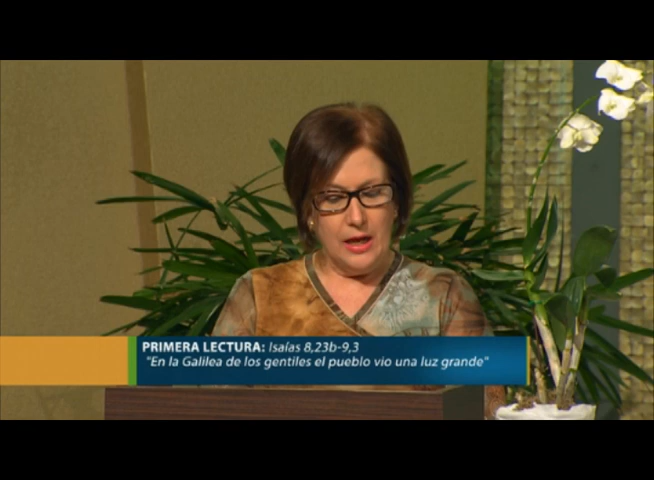 PRIMERA LECTURA: Isaías 8,23b-9,3
"En la Galilea de los gentiles el pueblo vio una luz grande"